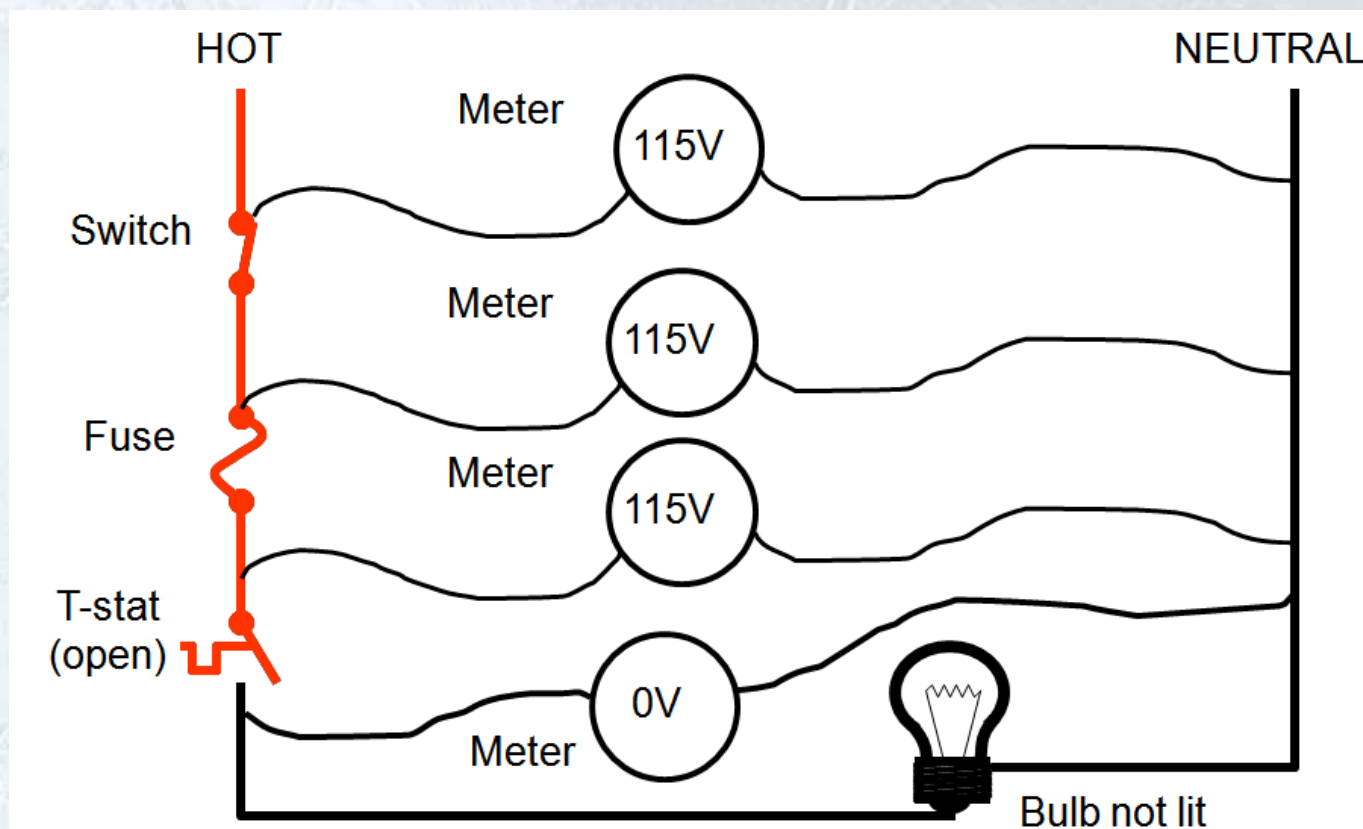 HOT
NEUTRAL
Meter
115V
Switch
Meter
115V
Fuse
Meter
115V
T-stat
(open)
0V
Meter
Bulb not lit